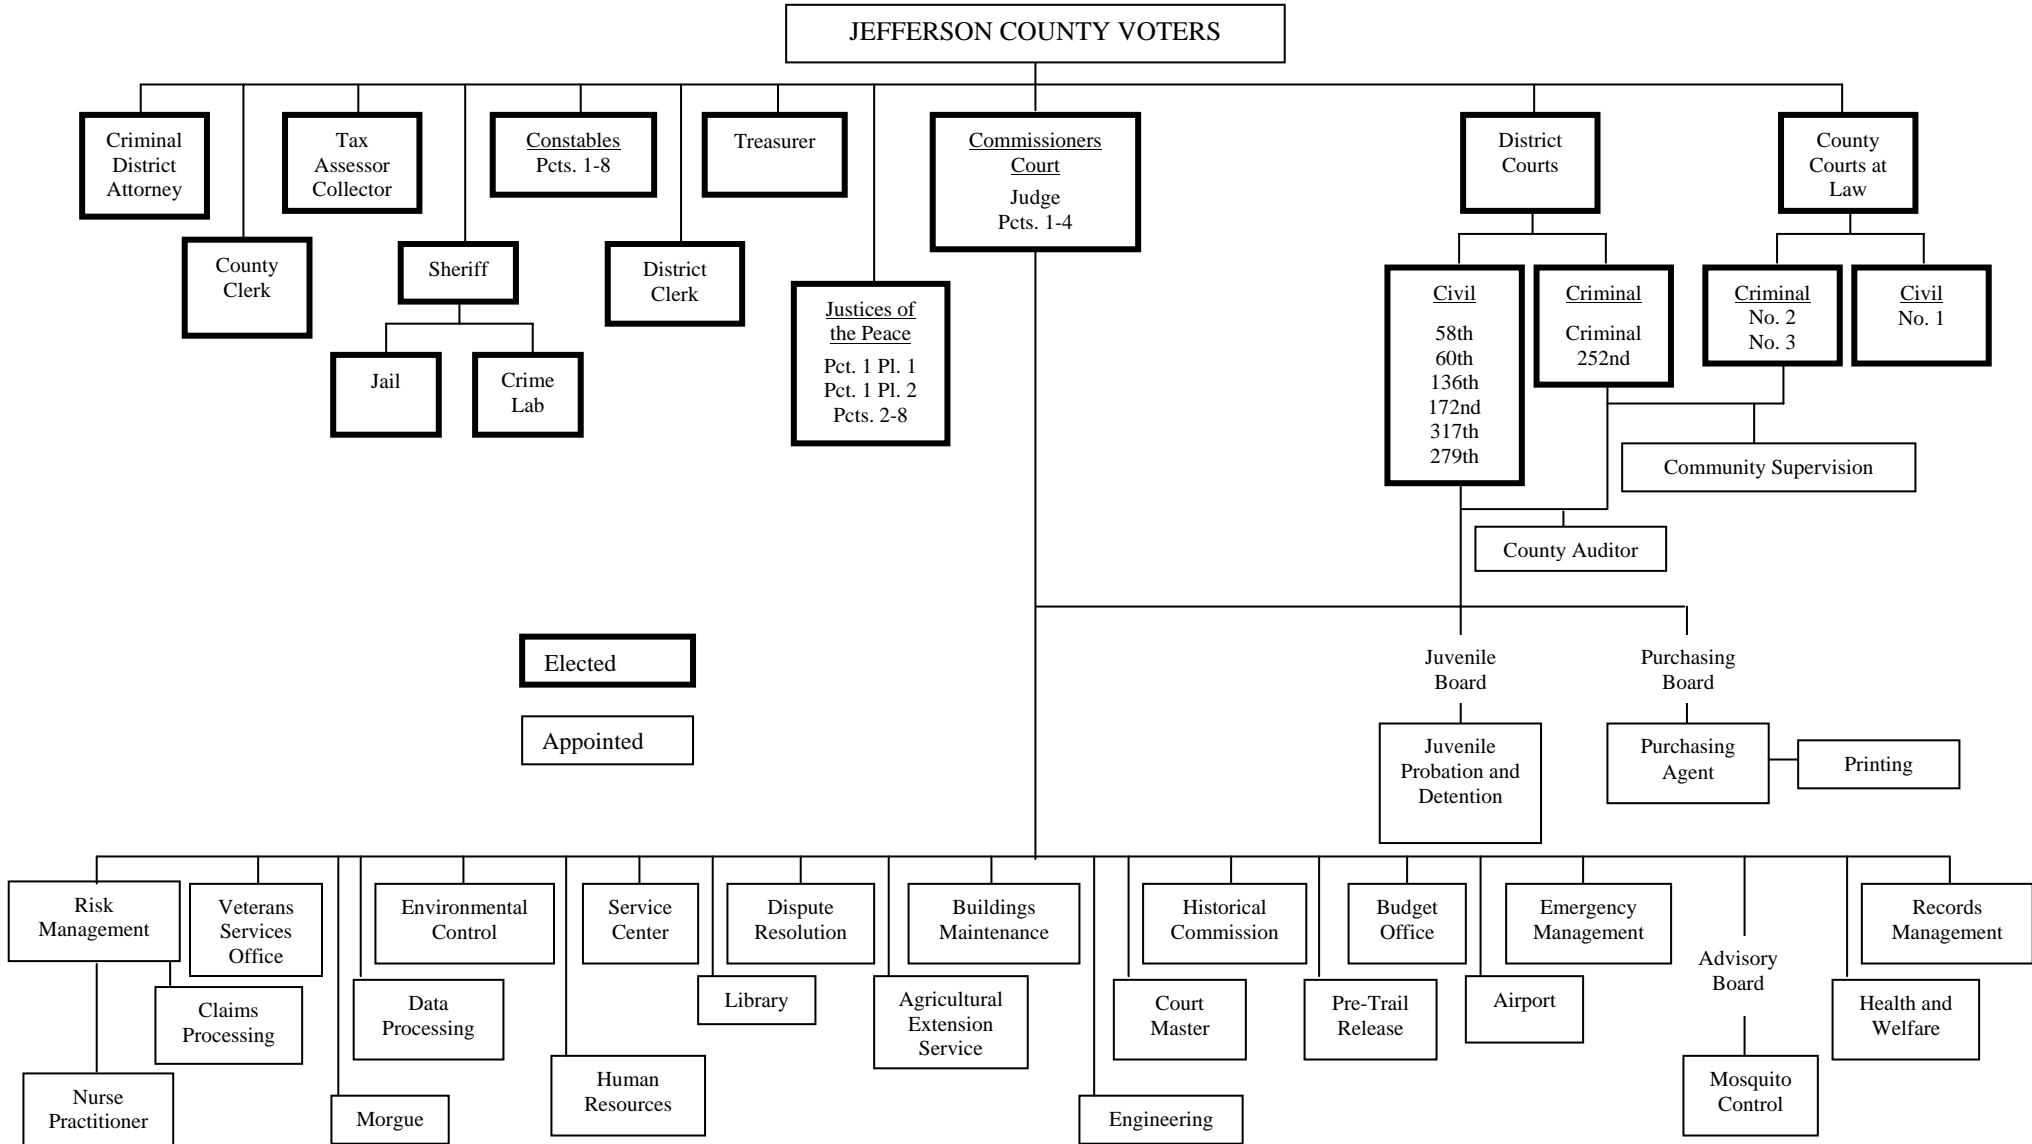 JEFFERSON COUNTY VOTERS
Criminal
District
Attorney
County
Clerk
Tax
Assessor
Collector
Sheriff
Jail
Crime
Lab
Constables
Pcts. 1-8
District
Clerk
Treasurer
Justices of
the Peace
Pct. 1 Pl. 1
Pct. 1 Pl. 2
Pcts. 2-8
Commissioners
Court
Judge
Pcts. 1-4
District
Courts
Civil
58th
60th
136th
172nd
317th
279th
Criminal
Criminal
252nd
County
Courts at
Law
Criminal
No. 2
No. 3
Civil
No. 1
Community Supervision
County Auditor
Elected
Appointed
Juvenile
Board
Juvenile
Probation and
Detention
Purchasing
Board
Purchasing
Agent
Printing
Risk
Management
Nurse
Practitioner
Claims
Processing
Veterans
Services
Office
Morgue
Data
Processing
Environmental
Control
Human
Resources
Service
Center
Library
Dispute
Resolution
Agricultural
Extension
Service
Buildings
Maintenance
Engineering
Court
Master
Historical
Commission
Pre-Trail
Release
Budget
Office
Airport
Emergency
Management
Advisory
Board
Mosquito
Control
Health and
Welfare
Records
Management